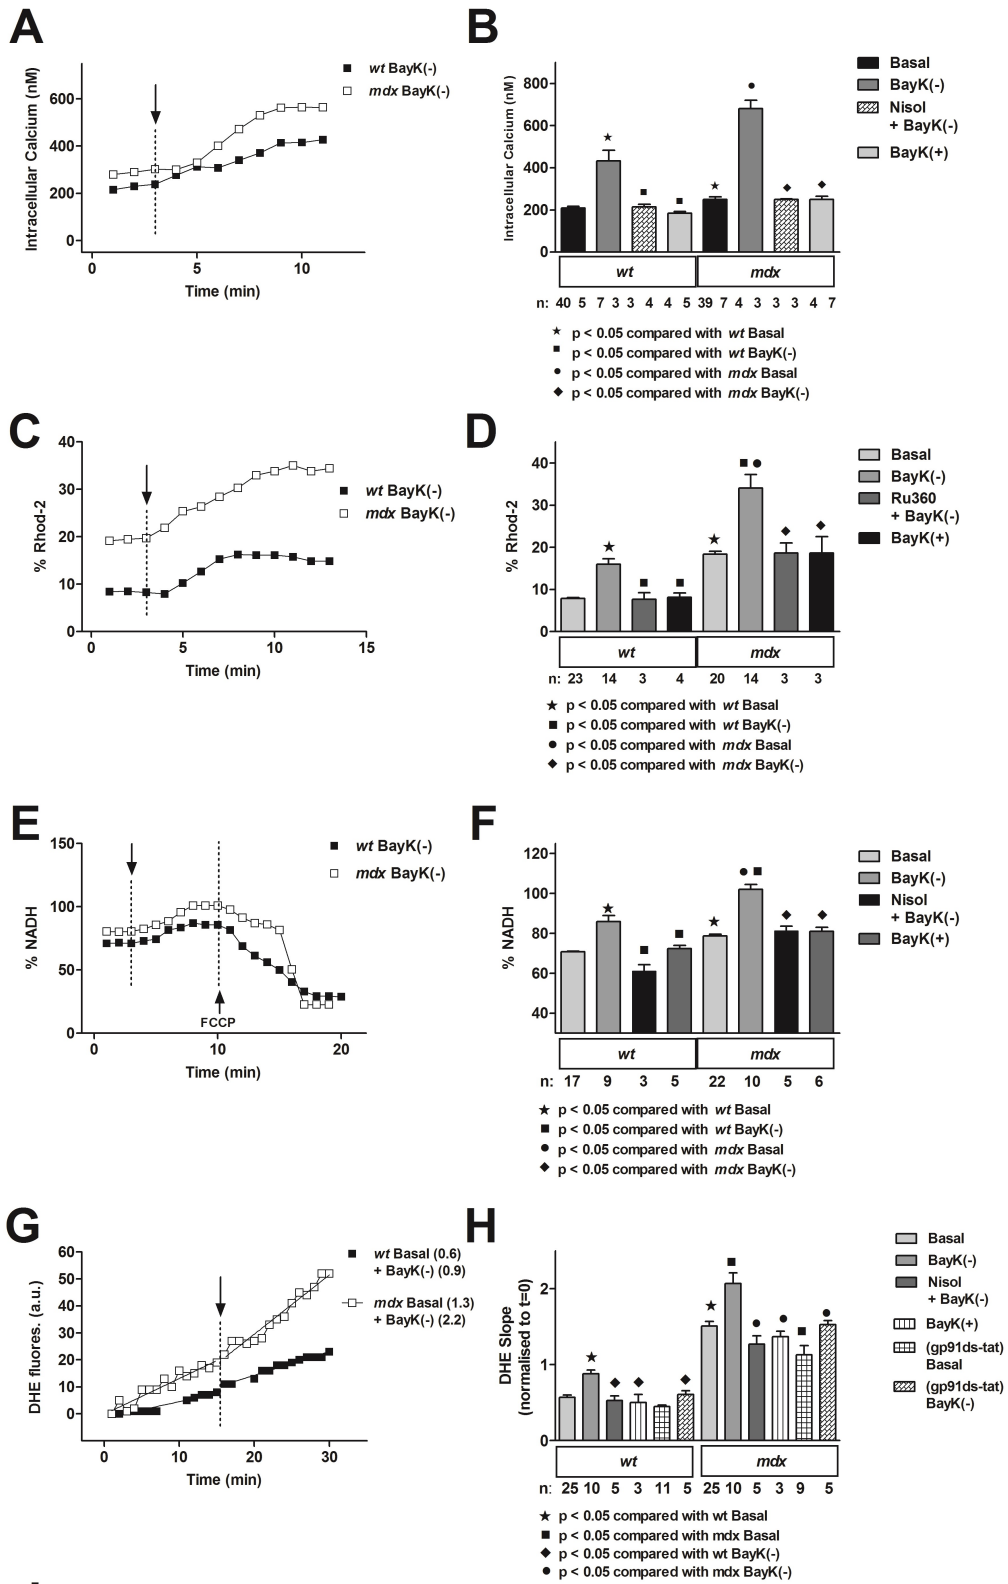 A
Intracellular Calcium (nM)
600
400
200
0
0 5 10
Time (min)
wt BayK(-)
mdx BayK(-)
B
Intracellular Calcium (nM)
800
600
400
200
0
★ ■ ■ ★ ● ◆ ◆
Basal
BayK(-)
Nisol
+ BayK(-)
BayK(+)
wt mdx
n: 40 5 7 3 3 4 4 5 39 7 4 3 3 3 4 7
★ p < 0.05 compared with wt Basal
■ p < 0.05 compared with wt BayK(-)
● p < 0.05 compared with mdx Basal
◆ p < 0.05 compared with mdx BayK(-)
C
% Rhod-2
40
30
20
10
0
0 5 10 15
Time (min)
wt BayK(-)
mdx BayK(-)
D
% Rhod-2
40
30
20
10
0
★ ■ ■ ★ ■ ● ◆ ◆
Basal
BayK(-)
Ru360
+ BayK(-)
BayK(+)
wt mdx
n: 23 14 3 4 20 14 3 3
★ p < 0.05 compared with wt Basal
■ p < 0.05 compared with wt BayK(-)
● p < 0.05 compared with mdx Basal
◆ p < 0.05 compared with mdx BayK(-)
E
% NADH
150
100
50
0
0 10 20
FCCP
Time (min)
wt BayK(-)
mdx BayK(-)
F
% NADH
120
100
80
60
40
★ ■ ■ ★ ● ■ ◆ ◆
Basal
BayK(-)
Nisol
+ BayK(-)
BayK(+)
wt mdx
n: 17 9 3 5 22 10 5 6
★ p < 0.05 compared with wt Basal
■ p < 0.05 compared with wt BayK(-)
● p < 0.05 compared with mdx Basal
◆ p < 0.05 compared with mdx BayK(-)
G
DHE fluores. (a.u.)
60
50
40
30
20
10
0
0 10 20 30
Time (min)
wt Basal (0.6)
+ BayK(-) (0.9)
mdx Basal (1.3)
+ BayK(-) (2.2)
H
DHE Slope
(normalised to t=0)
2
1
0
★ ◆ ◆ ◆ ★ ■ ● ● ■ ●
Basal
BayK(-)
Nisol
+ BayK(-)
BayK(+)
(gp91ds-tat)
Basal
(gp91ds-tat)
BayK(-)
wt mdx
n: 25 10 5 3 11 5 25 10 5 3 9 5
★ p < 0.05 compared with wt Basal
■ p < 0.05 compared with mdx Basal
◆ p < 0.05 compared with wt BayK(-)
● p < 0.05 compared with mdx BayK(-)